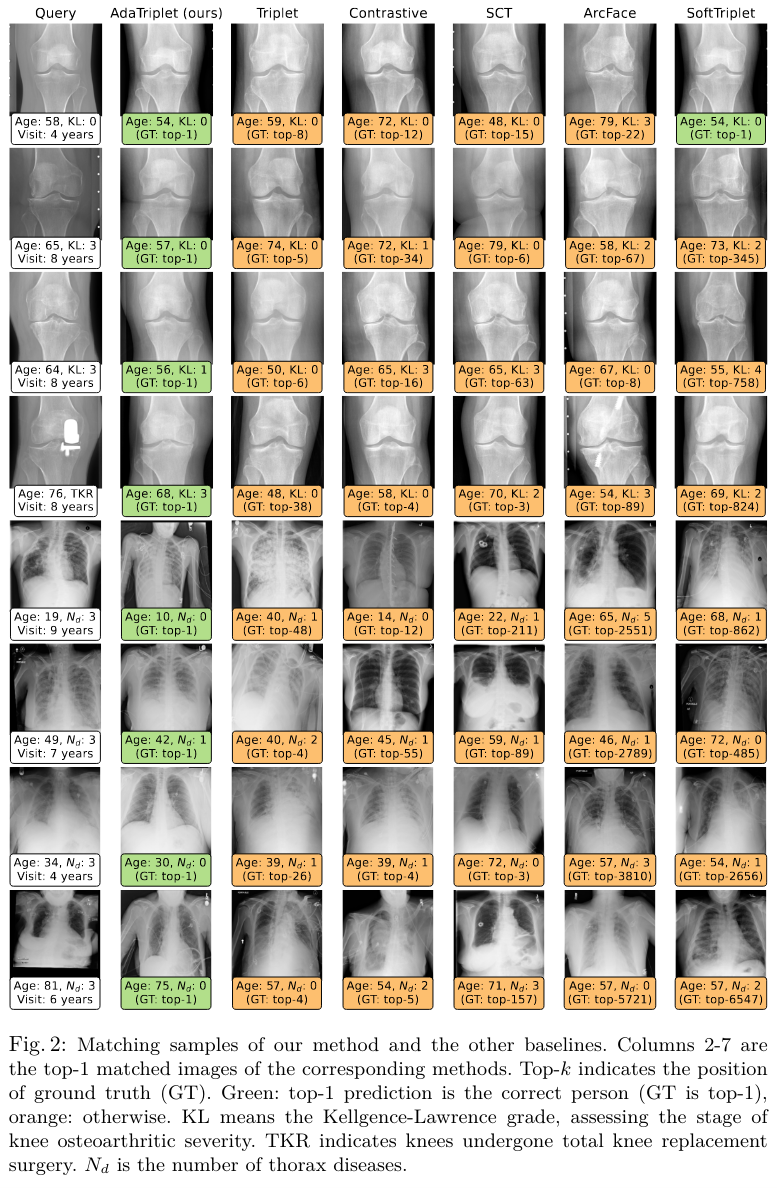 Query AdaTriplet (ours) Triplet Contrastive SCT ArcFace SoftTriplet
Age: 58, KL: 0 Age: 54, KL: 0 Age: 59, KL: 0 Age: 72, KL: 0 Age: 48, KL: 0 Age: 79, KL: 3 Age: 54, KL: 0
Visit: 4 years (GT: top-1) (GT: top-8) (GT: top-12) (GT: top-15) (GT: top-22) (GT: top-1)
Age: 65, KL: 3 Age: 57, KL: 0 Age: 74, KL: 0 Age: 72, KL: 1 Age: 79, KL: 0 Age: 58, KL: 2 Age: 73, KL: 2
Visit: 8 years (GT: top-1) (GT: top-5) (GT: top-34) (GT: top-6) (GT: top-67) (GT: top-345)
Age: 64, KL: 3 Age: 56, KL: 1 Age: 50, KL: 0 Age: 65, KL: 3 Age: 65, KL: 3 Age: 67, KL: 0 Age: 55, KL: 4
Visit: 8 years (GT: top-1) (GT: top-6) (GT: top-16) (GT: top-63) (GT: top-8) (GT: top-758)
Age: 76, TKR Age: 68, KL: 3 Age: 48, KL: 0 Age: 58, KL: 0 Age: 70, KL: 2 Age: 54, KL: 3 Age: 69, KL: 2
Visit: 8 years (GT: top-1) (GT: top-38) (GT: top-4) (GT: top-3) (GT: top-89) (GT: top-824)
Age: 19, N_d: 3 Age: 10, N_d: 0 Age: 40, N_d: 1 Age: 14, N_d: 0 Age: 22, N_d: 1 Age: 65, N_d: 5 Age: 68, N_d: 1
Visit: 9 years (GT: top-1) (GT: top-48) (GT: top-12) (GT: top-211) (GT: top-2551) (GT: top-862)
Age: 49, N_d: 3 Age: 42, N_d: 1 Age: 40, N_d: 2 Age: 45, N_d: 1 Age: 59, N_d: 1 Age: 46, N_d: 1 Age: 72, N_d: 0
Visit: 7 years (GT: top-1) (GT: top-4) (GT: top-55) (GT: top-89) (GT: top-2789) (GT: top-485)
Age: 34, N_d: 3 Age: 30, N_d: 0 Age: 39, N_d: 1 Age: 39, N_d: 1 Age: 72, N_d: 0 Age: 57, N_d: 3 Age: 54, N_d: 1
Visit: 4 years (GT: top-1) (GT: top-26) (GT: top-4) (GT: top-3) (GT: top-3810) (GT: top-2656)
Age: 81, N_d: 3 Age: 75, N_d: 0 Age: 57, N_d: 0 Age: 54, N_d: 2 Age: 71, N_d: 3 Age: 57, N_d: 0 Age: 57, N_d: 2
Visit: 6 years (GT: top-1) (GT: top-4) (GT: top-5) (GT: top-157) (GT: top-5721) (GT: top-6547)
Fig. 2: Matching samples of our method and the other baselines. Columns 2-7 are
the top-1 matched images of the corresponding methods. Top-k indicates the position
of ground truth (GT). Green: top-1 prediction is the correct person (GT is top-1),
orange: otherwise. KL means the Kellgence-Lawrence grade, assessing the stage of
knee osteoarthritic severity. TKR indicates knees undergone total knee replacement
surgery. N_d is the number of thorax diseases.